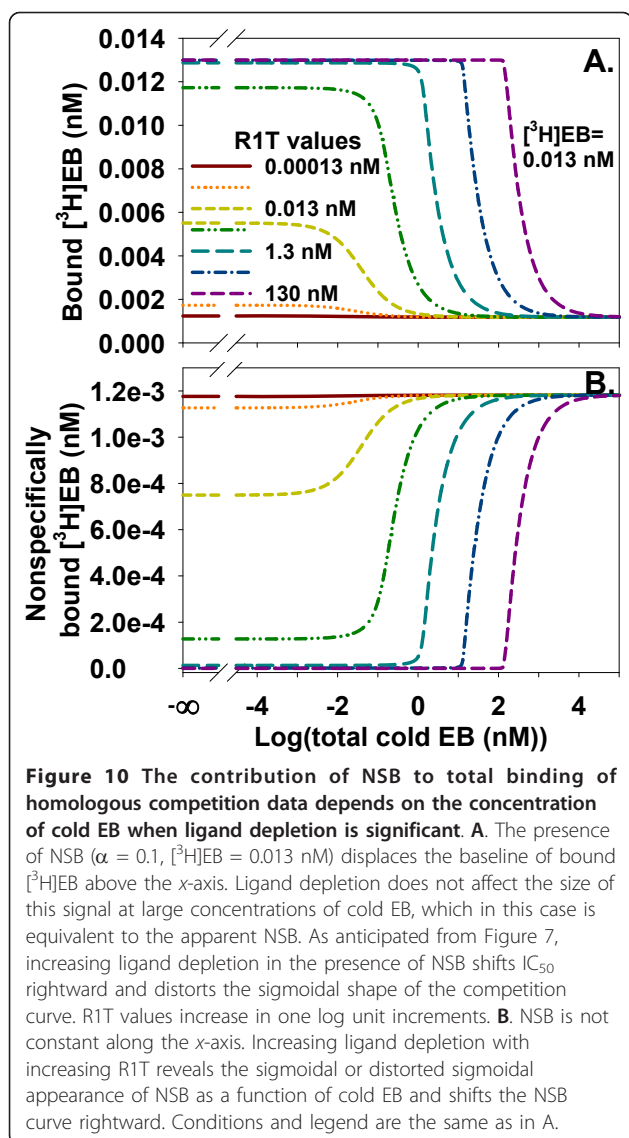 0.014
0.012
0.010
0.008
0.006
0.004
0.002
0.000
Bound [³H]EB (nM)
A.
R1T values
0.00013 nM
0.013 nM
1.3 nM
130 nM
[³H]EB=
0.013 nM
B.
1.2e-3
1.0e-3
8.0e-4
6.0e-4
4.0e-4
2.0e-4
0.0
Nonspecifically
bound [³H]EB (nM)
-∞ -4 -2 0 2 4
Log(total cold EB (nM))
Figure 10 The contribution of NSB to total binding of
homologous competition data depends on the concentration
of cold EB when ligand depletion is significant. A. The presence
of NSB (α = 0.1, [³H]EB = 0.013 nM) displaces the baseline of bound
[³H]EB above the x-axis. Ligand depletion does not affect the size of
this signal at large concentrations of cold EB, which in this case is
equivalent to the apparent NSB. As anticipated from Figure 7,
increasing ligand depletion in the presence of NSB shifts IC₅₀
rightward and distorts the sigmoidal shape of the competition
curve. R1T values increase in one log unit increments. B. NSB is not
constant along the x-axis. Increasing ligand depletion with
increasing R1T reveals the sigmoidal or distorted sigmoidal
appearance of NSB as a function of cold EB and shifts the NSB
curve rightward. Conditions and legend are the same as in A.